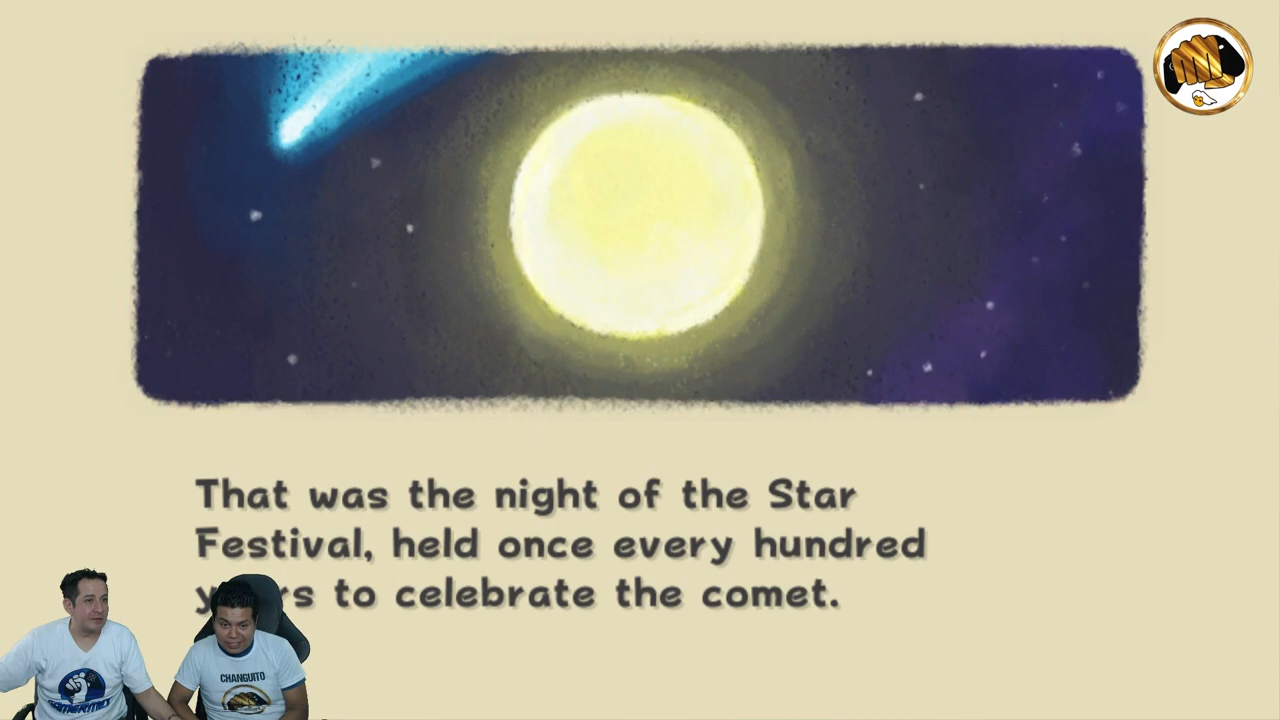 That was the night of the Star
Festival, held once every hundred
to celebrate the comet.
CHANGUITO